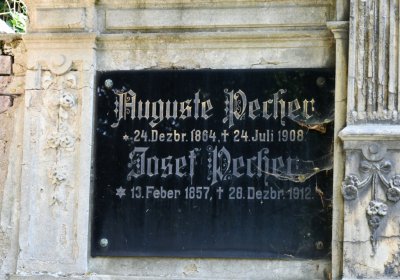 Auguste Pecher
* 24. Dezbr. 1864, † 24. Juli 1908.
Josef Pecher
* 13. Feber 1857, † 28. Dezbr. 1912.